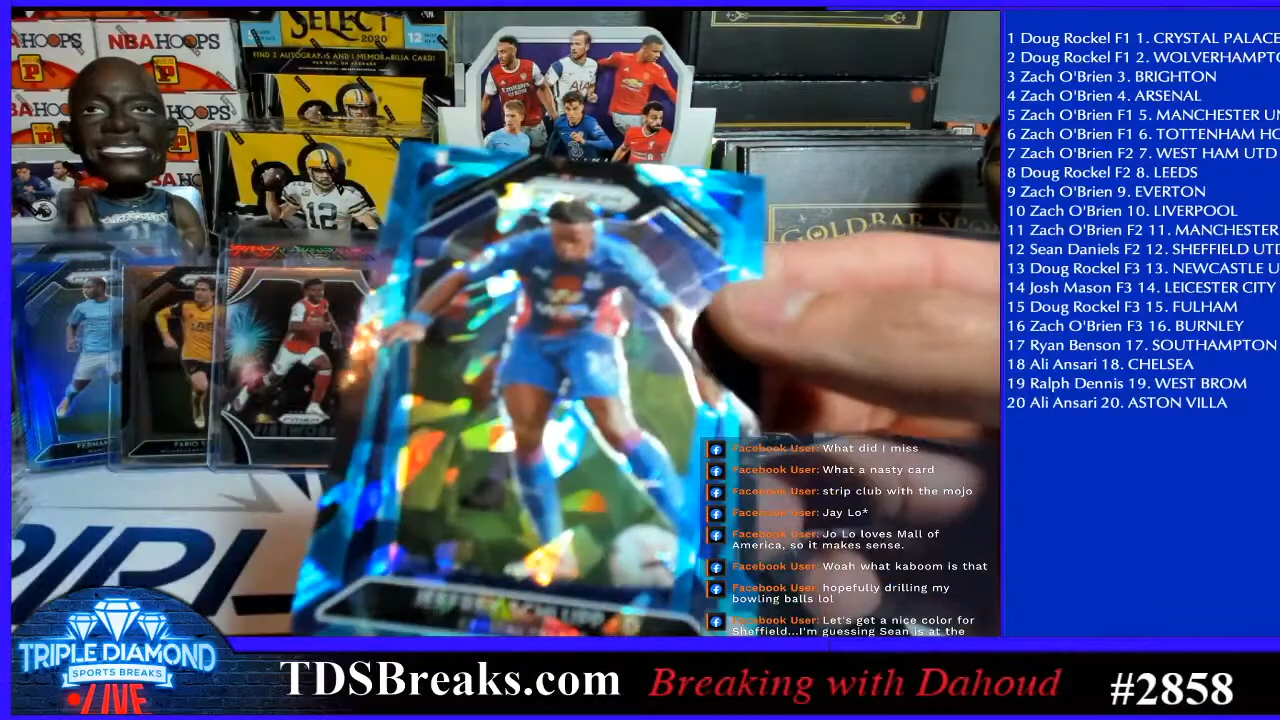 AHOOPS
NBAHOOPS
SELECT
2020
12
FIND 2 AUTOGRAPHS AND 1 MEMORABILIA CARD!
HOOPS
12
GOLDBAR
1 Doug Rockel F1 1. CRYSTAL PALACE
2 Doug Rockel F1 2. WOLVERHAMPTO
3 Zach O'Brien 3. BRIGHTON
4 Zach O'Brien 4. ARSENAL
5 Zach O'Brien F1 5. MANCHESTER UN
6 Zach O'Brien F1 6. TOTTENHAM HO
7 Zach O'Brien F2 7. WEST HAM UTD
8 Doug Rockel F2 8. LEEDS
9 Zach O'Brien 9. EVERTON
10 Zach O'Brien 10. LIVERPOOL
11 Zach O'Brien F2 11. MANCHESTER
12 Sean Daniels F2 12. SHEFFIELD UTD
13 Doug Rockel F3 13. NEWCASTLE U
14 Josh Mason F3 14. LEICESTER CITY
15 Doug Rockel F3 15. FULHAM
16 Zach O'Brien F3 16. BURNLEY
17 Ryan Benson 17. SOUTHAMPTON
18 Ali Ansari 18. CHELSEA
19 Ralph Dennis 19. WEST BROM
20 Ali Ansari 20. ASTON VILLA
Facebook User: What did I miss
Facebook User: What a nasty card
Facebook User: strip club with the mojo
Facebook User: Jay Lo*
Facebook User: Jo Lo loves Mall of
America, so it makes sense.
Facebook User: Woah what kaboom is that
Facebook User: hopefully drilling my
bowling balls lol
Facebook User: Let's get a nice color for
Sheffield...I'm guessing Sean is at the
TRIPLE DIAMOND
SPORTS BREAKS
LIVE
TDSBreaks.com
Breaking with Dahoud
#2858